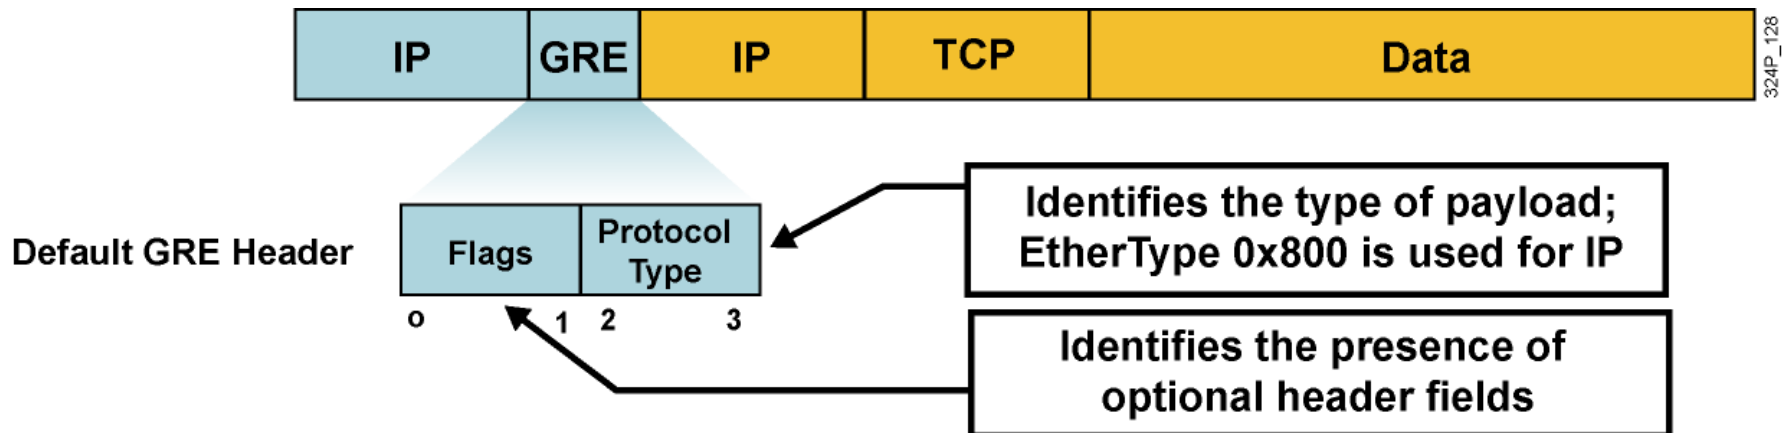 IP GRE IP TCP Data
324P_128
Default GRE Header
Flags
Protocol
Type
o 1 2 3
Identifies the type of payload;
EtherType 0x800 is used for IP
Identifies the presence of
optional header fields